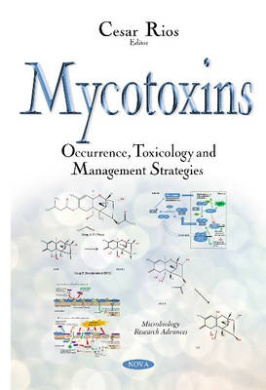 Cesar Rios
Editor
Mycotoxins
Occurrence, Toxicology and
Management Strategies
Microbiology
Research Advances
NOVA